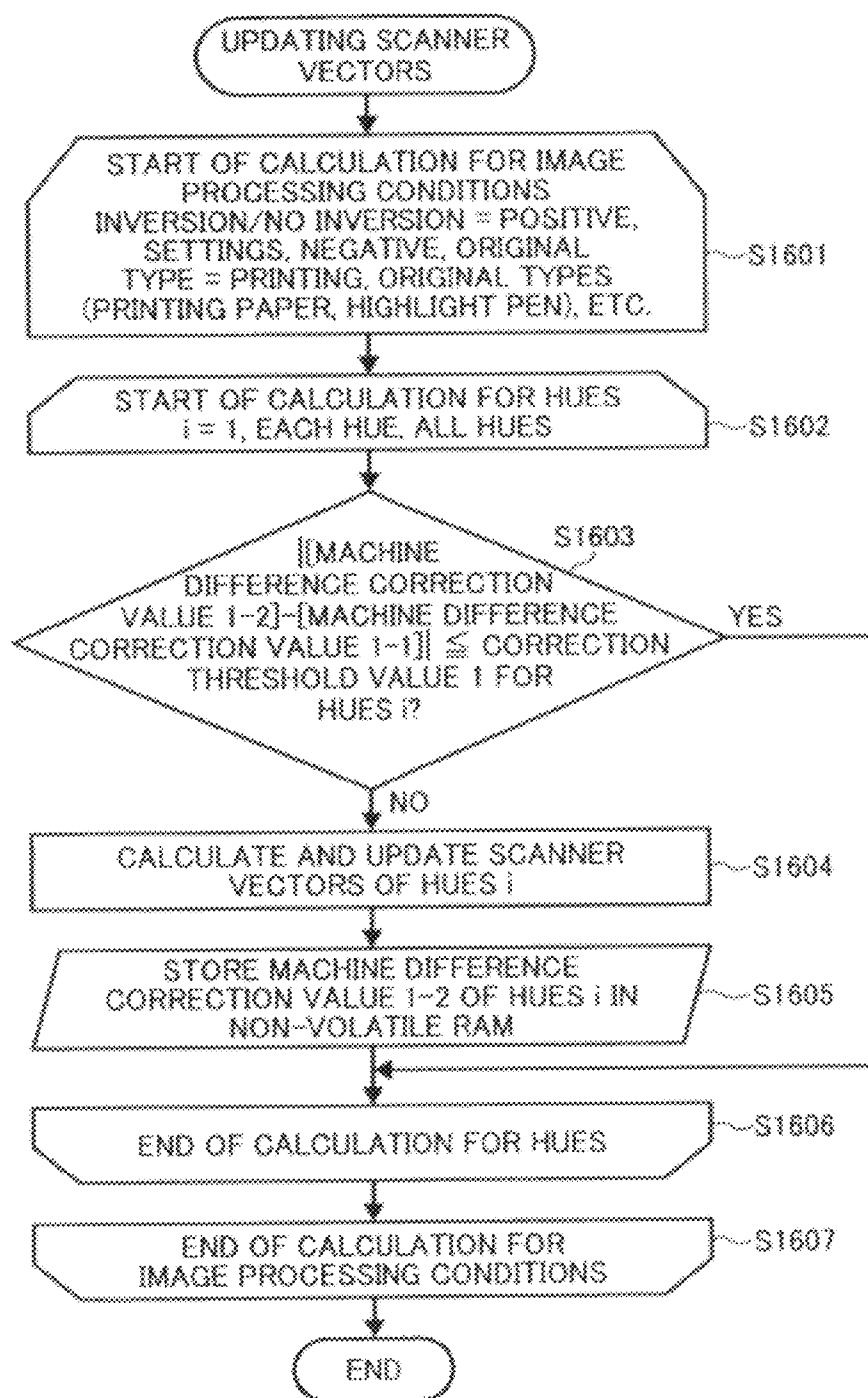 UPDATING SCANNER
VECTORS
START OF CALCULATION FOR IMAGE
PROCESSING CONDITIONS
INVERSION/NO INVERSION = POSITIVE,
SETTINGS, NEGATIVE, ORIGINAL
TYPE = PRINTING, ORIGINAL TYPES
(PRINTING PAPER, HIGHLIGHT PEN), ETC.
S1601
START OF CALCULATION FOR HUES
i = 1, EACH HUE, ALL HUES
S1602
S1603
|[MACHINE
DIFFERENCE CORRECTION
VALUE 1-2]-[MACHINE DIFFERENCE
CORRECTION VALUE 1-1]| ≦ CORRECTION
THRESHOLD VALUE 1 FOR
HUES i?
YES
NO
CALCULATE AND UPDATE SCANNER
VECTORS OF HUES i
S1604
STORE MACHINE DIFFERENCE
CORRECTION VALUE 1-2 OF HUES i IN
NON-VOLATILE RAM
S1605
END OF CALCULATION FOR HUES
S1606
END OF CALCULATION FOR
IMAGE PROCESSING CONDITIONS
S1607
END